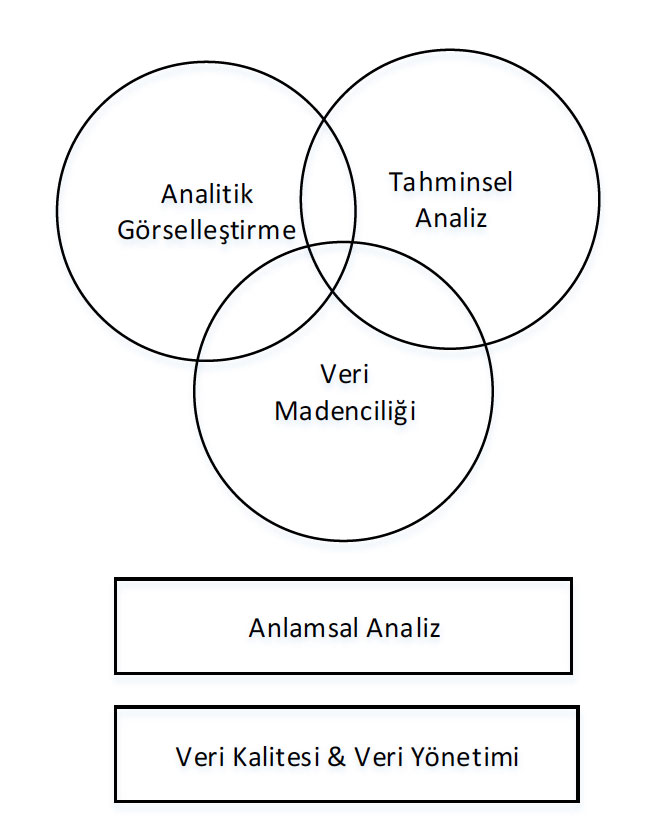 Analitik
Görselleştirme
Tahminsel
Analiz
Veri
Madenciliği
Anlamsal Analiz
Veri Kalitesi & Veri Yönetimi